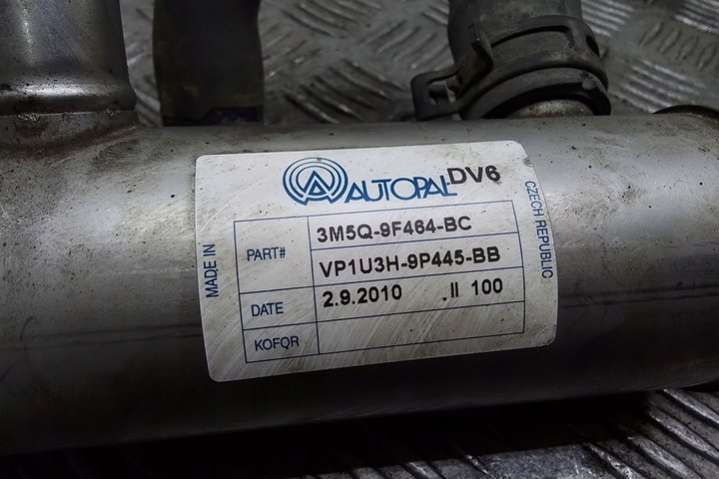 AUTOPAL DV6
MADE IN
CZECH REPUBLIC
PART# 3M5Q-9F464-BC
VP1U3H-9P445-BB
DATE 2.9.2010 .II 100
KOFQR